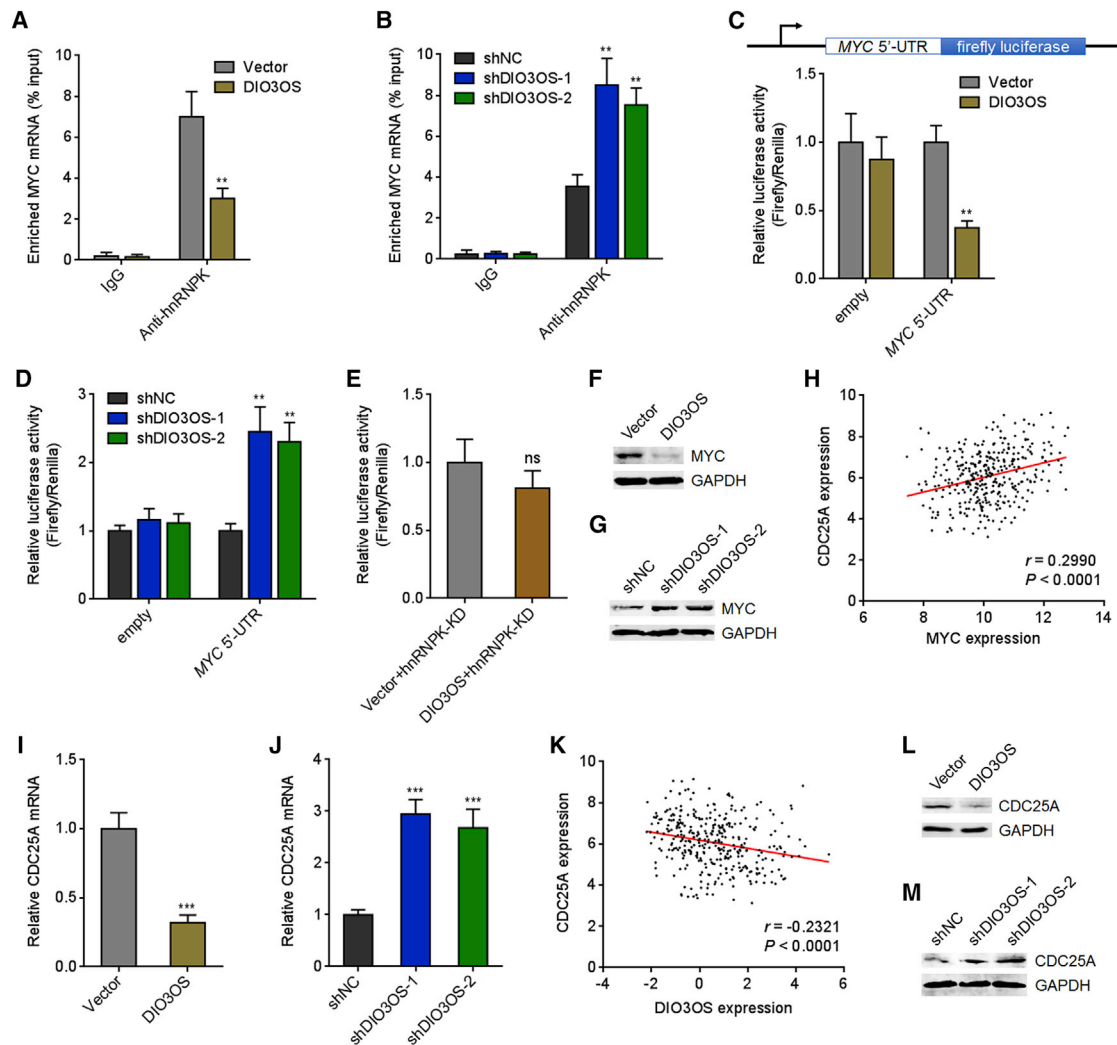 A
Enriched MYC mRNA (% input)
10
8
6
4
2
0
Vector
DIO3OS
**
IgG
Anti-hnRNPK
B
Enriched MYC mRNA (% input)
10
8
6
4
2
0
shNC
shDIO3OS-1
shDIO3OS-2
**
**
IgG
Anti-hnRNPK
C
MYC 5'-UTR
firefly luciferase
Relative luciferase activity
(Firefly/Renilla)
1.5
1.0
0.5
0.0
Vector
DIO3OS
**
empty
MYC 5'-UTR
D
Relative luciferase activity
(Firefly/Renilla)
3
2
1
0
shNC
shDIO3OS-1
shDIO3OS-2
**
**
empty
MYC 5'-UTR
E
Relative luciferase activity
(Firefly/Renilla)
1.5
1.0
0.5
0.0
ns
Vector+hnRNPK-KD
DIO3OS+hnRNPK-KD
F
Vector
DIO3OS
MYC
GAPDH
G
shNC
shDIO3OS-1
shDIO3OS-2
MYC
GAPDH
H
CDC25A expression
10
8
6
4
2
0
r = 0.2990
P < 0.0001
6 8 10 12 14
MYC expression
I
Relative CDC25A mRNA
1.5
1.0
0.5
0.0
***
Vector
DIO3OS
J
Relative CDC25A mRNA
4
3
2
1
0
***
***
shNC
shDIO3OS-1
shDIO3OS-2
K
CDC25A expression
10
8
6
4
2
0
r = -0.2321
P < 0.0001
-4 -2 0 2 4 6
DIO3OS expression
L
Vector
DIO3OS
CDC25A
GAPDH
M
shNC
shDIO3OS-1
shDIO3OS-2
CDC25A
GAPDH